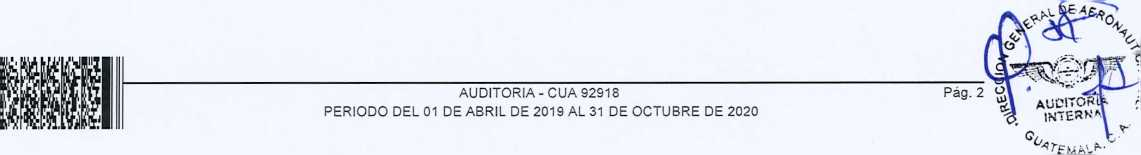 AUDITORIA - CUA 92918
Pág. 2
PERIODO DEL 01 DE ABRIL DE 2019 AL 31 DE OCTUBRE DE 2020
DIRECCION GENERAL DE
AUDITORIA
INTERNA
GUATEMALA, C.A.